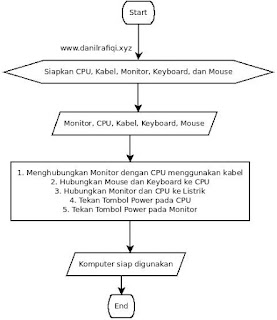 Start
www.danilrafiqi.xyz
Siapkan CPU, Kabel, Monitor, Keyboard, dan Mouse
Monitor, CPU, Kabel, Keyboard, Mouse
1. Menghubungkan Monitor dengan CPU menggunakan kabel
2. Hubungkan Mouse dan Keyboard ke CPU
3. Hubungkan Monitor dan CPU ke Listrik
4. Tekan Tombol Power pada CPU
5. Tekan Tombol Power pada Monitor
Komputer siap digunakan
End